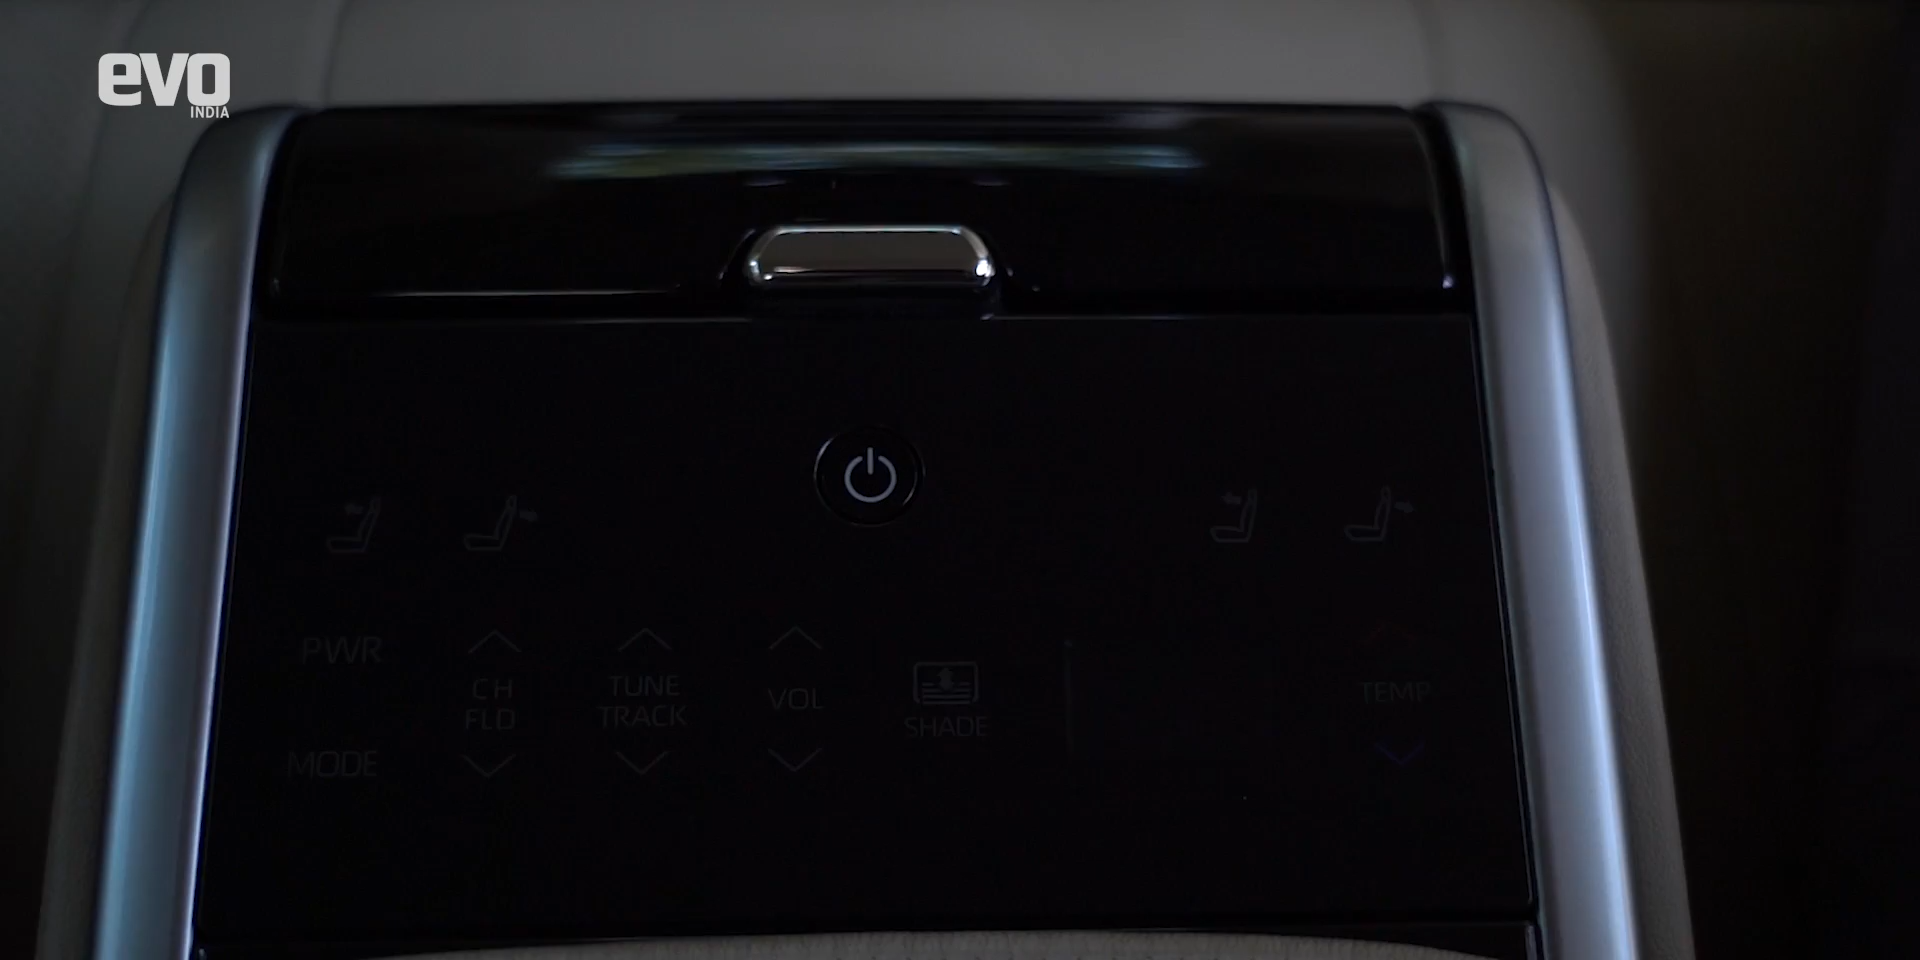 evo
INDIA
PWR
MODE
CH
FLD
TUNE
TRACK
VOL
SHADE
TEMP